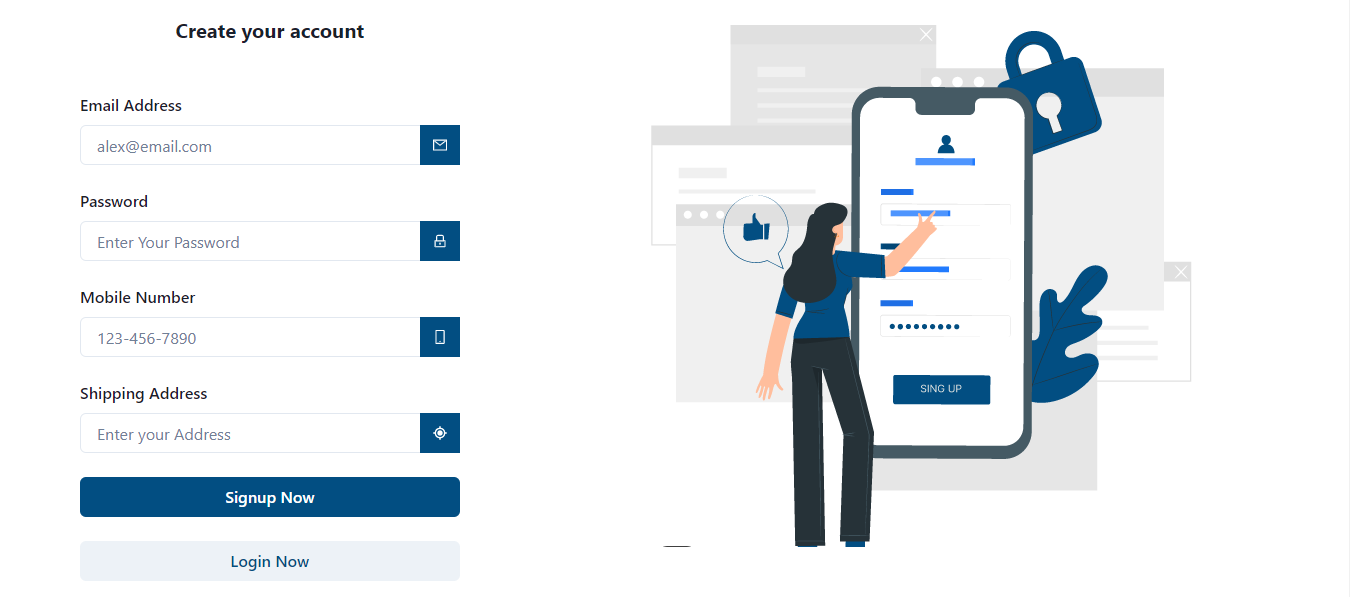 Create your account
Email Address
alex@email.com
Password
Enter Your Password
Mobile Number
123-456-7890
Shipping Address
Enter your Address
Signup Now
Login Now
SING UP